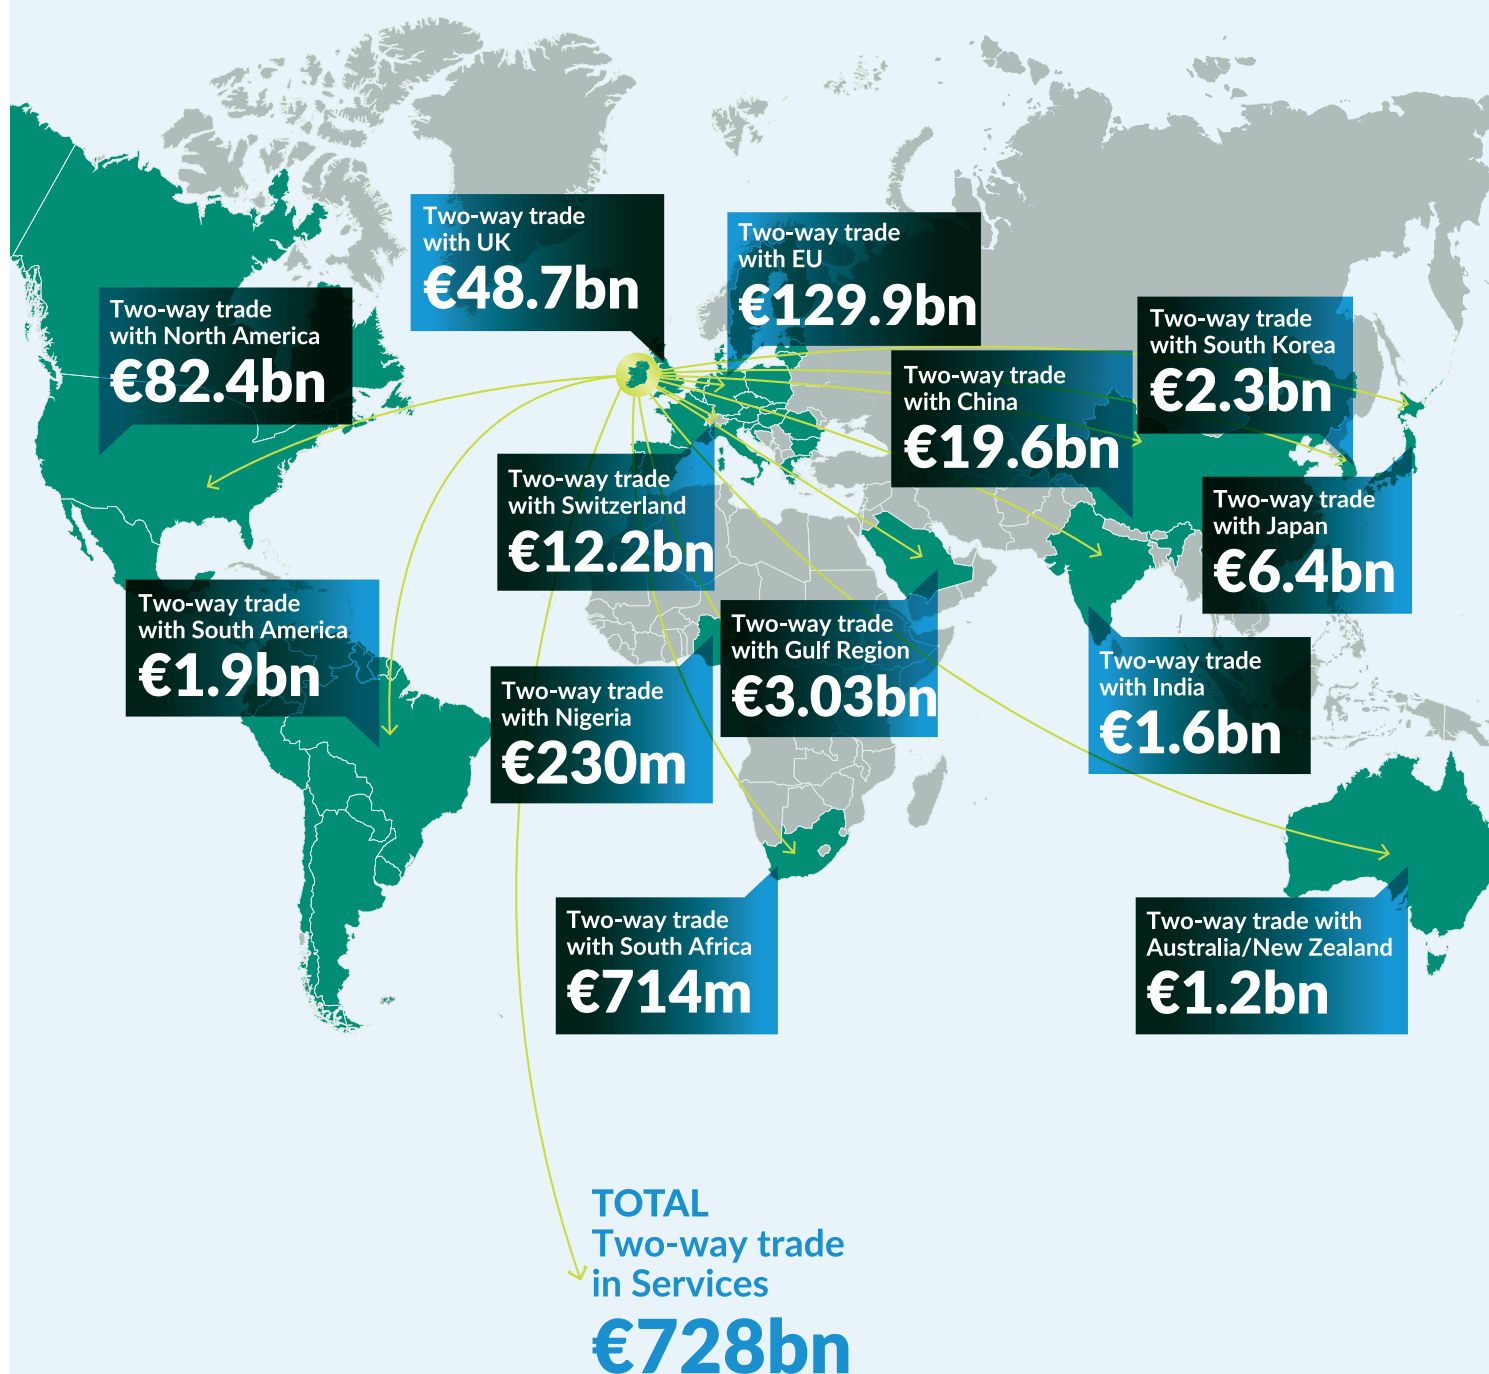 Two-way trade
with UK
€48.7bn
Two-way trade
with EU
€129.9bn
Two-way trade
with North America
€82.4bn
Two-way trade
with South Korea
€2.3bn
Two-way trade
with China
€19.6bn
Two-way trade
with Switzerland
€12.2bn
Two-way trade
with Japan
€6.4bn
Two-way trade
with South America
€1.9bn
Two-way trade
with Gulf Region
€3.03bn
Two-way trade
with India
€1.6bn
Two-way trade
with Nigeria
€230m
Two-way trade
with South Africa
€714m
Two-way trade with
Australia/New Zealand
€1.2bn
TOTAL
Two-way trade
in Services
€728bn